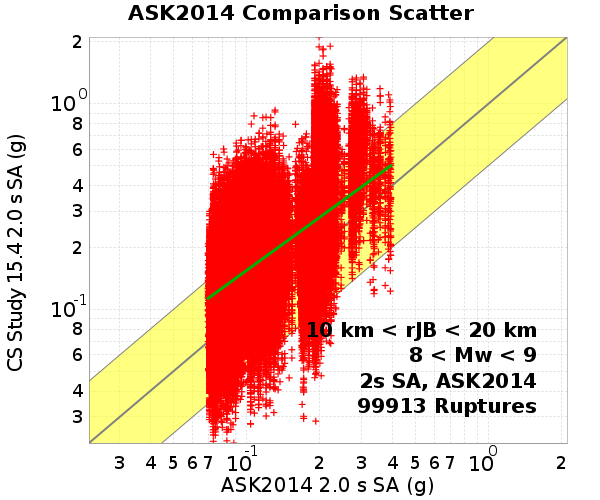 ASK2014 Comparison Scatter
CS Study 15.4 2.0 s SA (g)
2
10^0
8
6
4
3
2
10^-1
8
6
4
3
10 km < rJB < 20 km
8 < Mw < 9
2s SA, ASK2014
99913 Ruptures
3 4 5 6 7 10^-1 2 3 4 5 6 7 10^0 2
ASK2014 2.0 s SA (g)